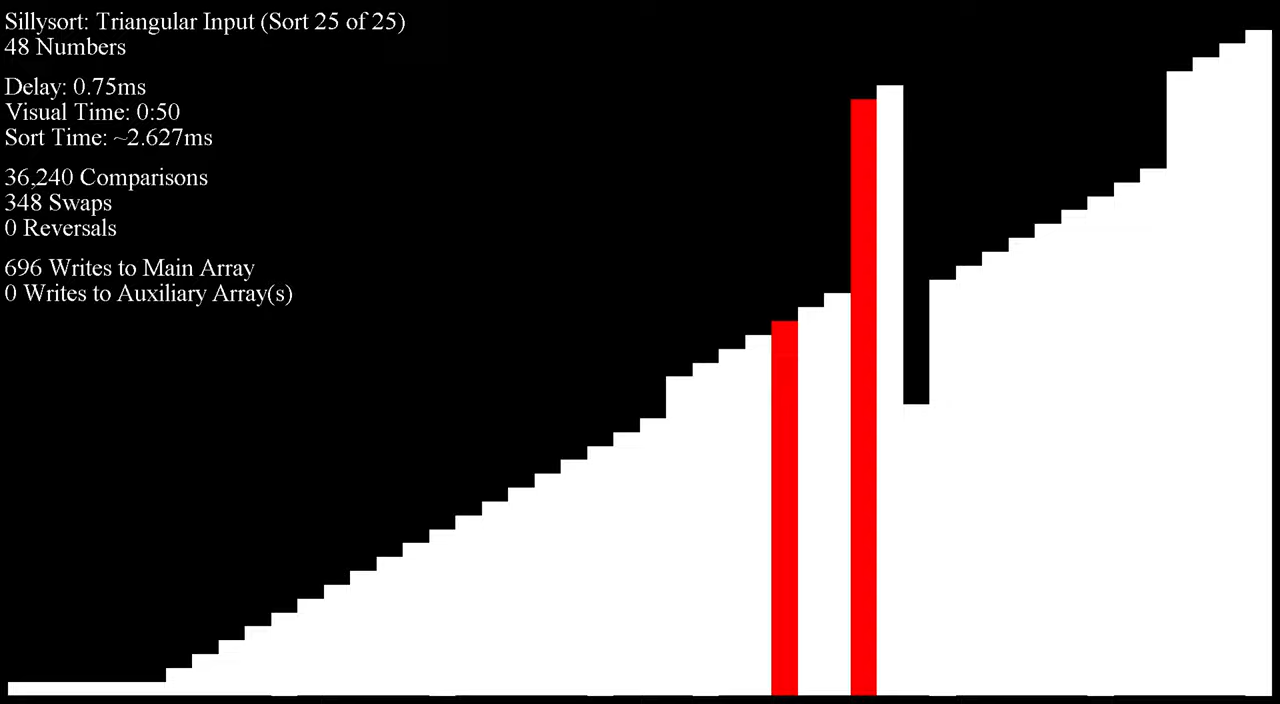 Sillysort: Triangular Input (Sort 25 of 25)
48 Numbers
Delay: 0.75ms
Visual Time: 0:50
Sort Time: ~2.627ms
36,240 Comparisons
348 Swaps
0 Reversals
696 Writes to Main Array
0 Writes to Auxiliary Array(s)